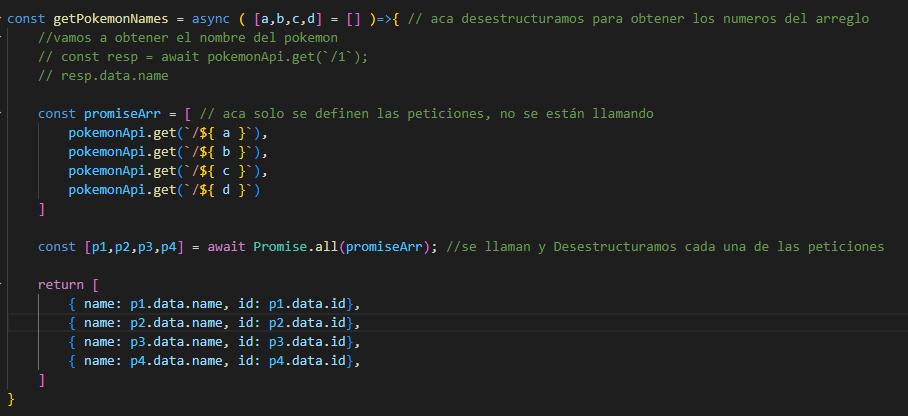 const getPokemonNames = async ( [a,b,c,d] = [] )=>{ // aca desestructuramos para obtener los numeros del arreglo
    //vamos a obtener el nombre del pokemon
    // const resp = await pokemonApi.get(`/1`);
    // resp.data.name
    const promiseArr = [ // aca solo se definen las peticiones, no se están llamando
        pokemonApi.get(`/${ a }`),
        pokemonApi.get(`/${ b }`),
        pokemonApi.get(`/${ c }`),
        pokemonApi.get(`/${ d }`)
    ]
    const [p1,p2,p3,p4] = await Promise.all(promiseArr); //se llaman y Desestructuramos cada una de las peticiones
    return [
        { name: p1.data.name, id: p1.data.id},
        { name: p2.data.name, id: p2.data.id},
        { name: p3.data.name, id: p3.data.id},
        { name: p4.data.name, id: p4.data.id},
    ]
}